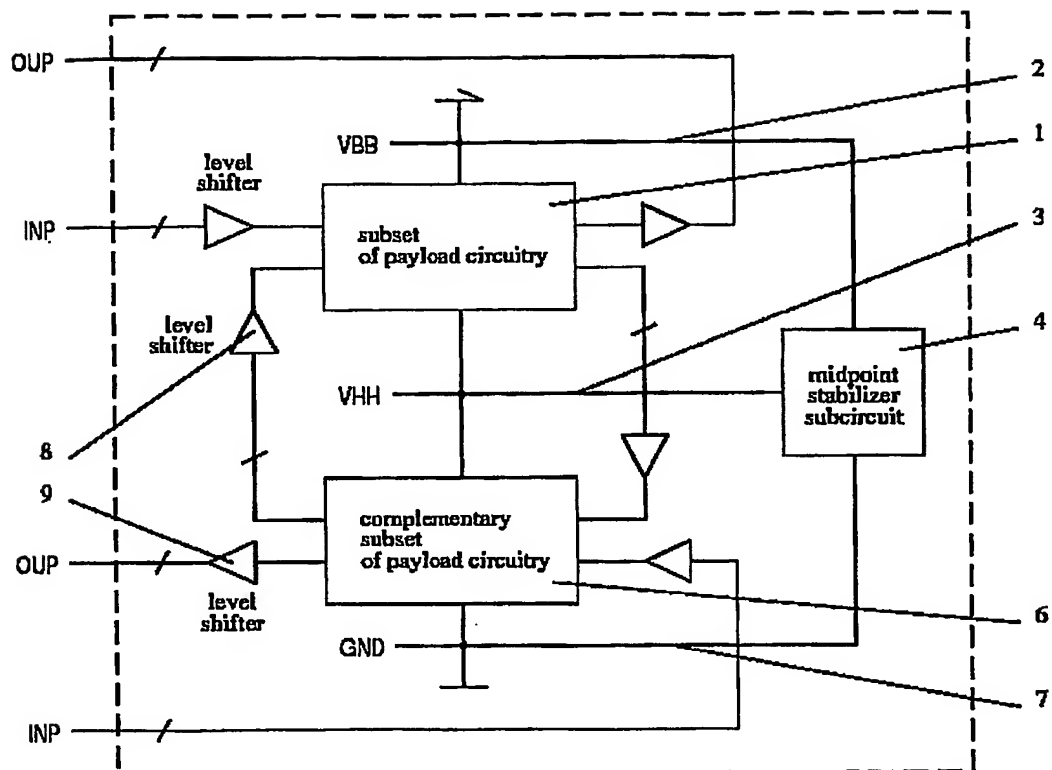 OUP
2
VBB
1
level
shifter
INP
subset
of payload circuitry
3
level
shifter
4
midpoint
stabilizer
subcircuit
VHH
8
9
complementary
subset
of payload circuitry
OUP
level
shifter
6
GND
7
INP